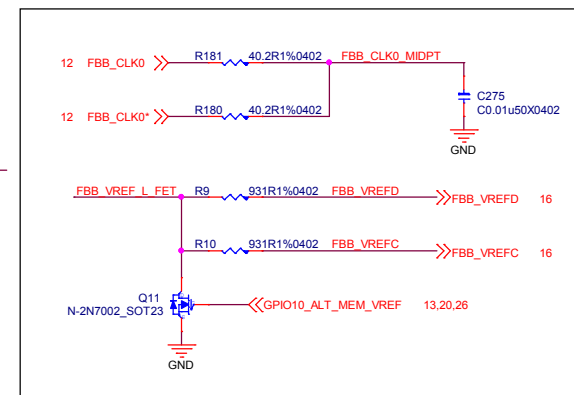 12 FBB_CLK0 R181 40.2R1%0402 FBB_CLK0_MIDPT
12 FBB_CLK0* R180 40.2R1%0402
C275
C0.01u50X0402
GND
FBB_VREF_L_FET R9 931R1%0402 FBB_VREFD FBB_VREFD 16
R10 931R1%0402 FBB_VREFC FBB_VREFC 16
Q11
N-2N7002_SOT23
GPIO10_ALT_MEM_VREF 13,20,26
GND